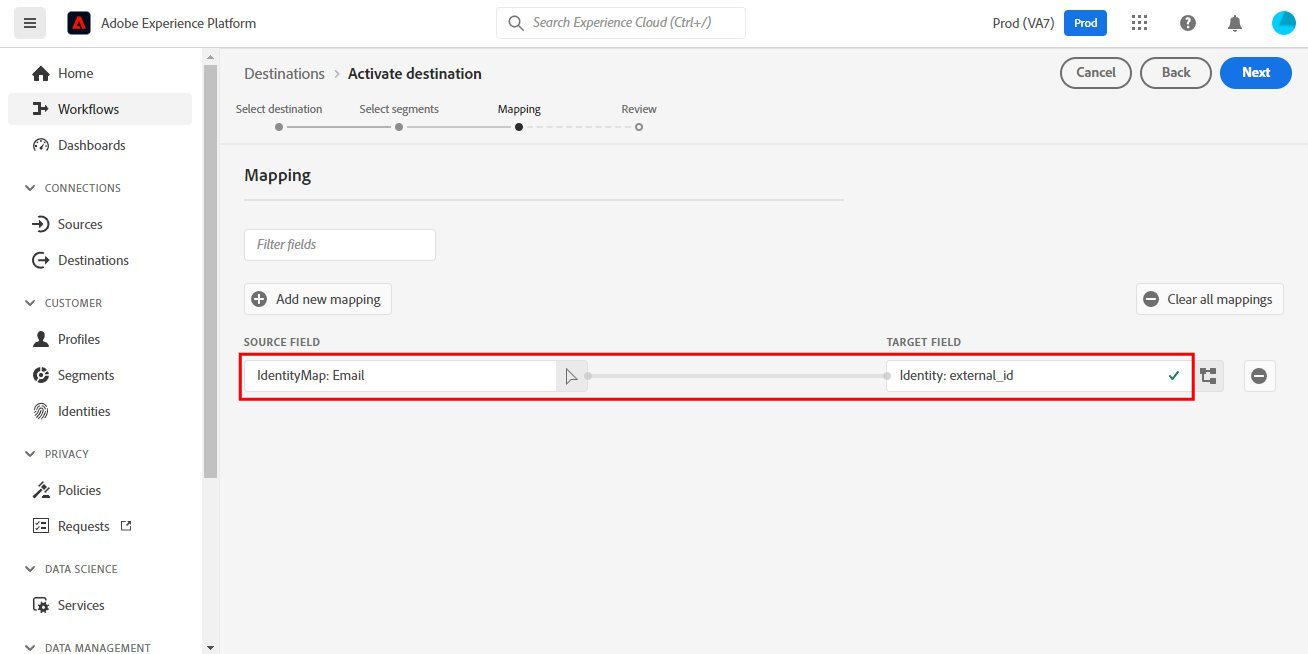 Adobe Experience Platform
Search Experience Cloud (Ctrl+/)
Prod (VA7)
Prod
Home
Workflows
Dashboards
CONNECTIONS
Sources
Destinations
CUSTOMER
Profiles
Segments
Identities
PRIVACY
Policies
Requests
DATA SCIENCE
Services
DATA MANAGEMENT
Destinations › Activate destination
Cancel
Back
Next
Select destination
Select segments
Mapping
Review
Mapping
Filter fields
Add new mapping
Clear all mappings
SOURCE FIELD
TARGET FIELD
IdentityMap: Email
Identity: external_id